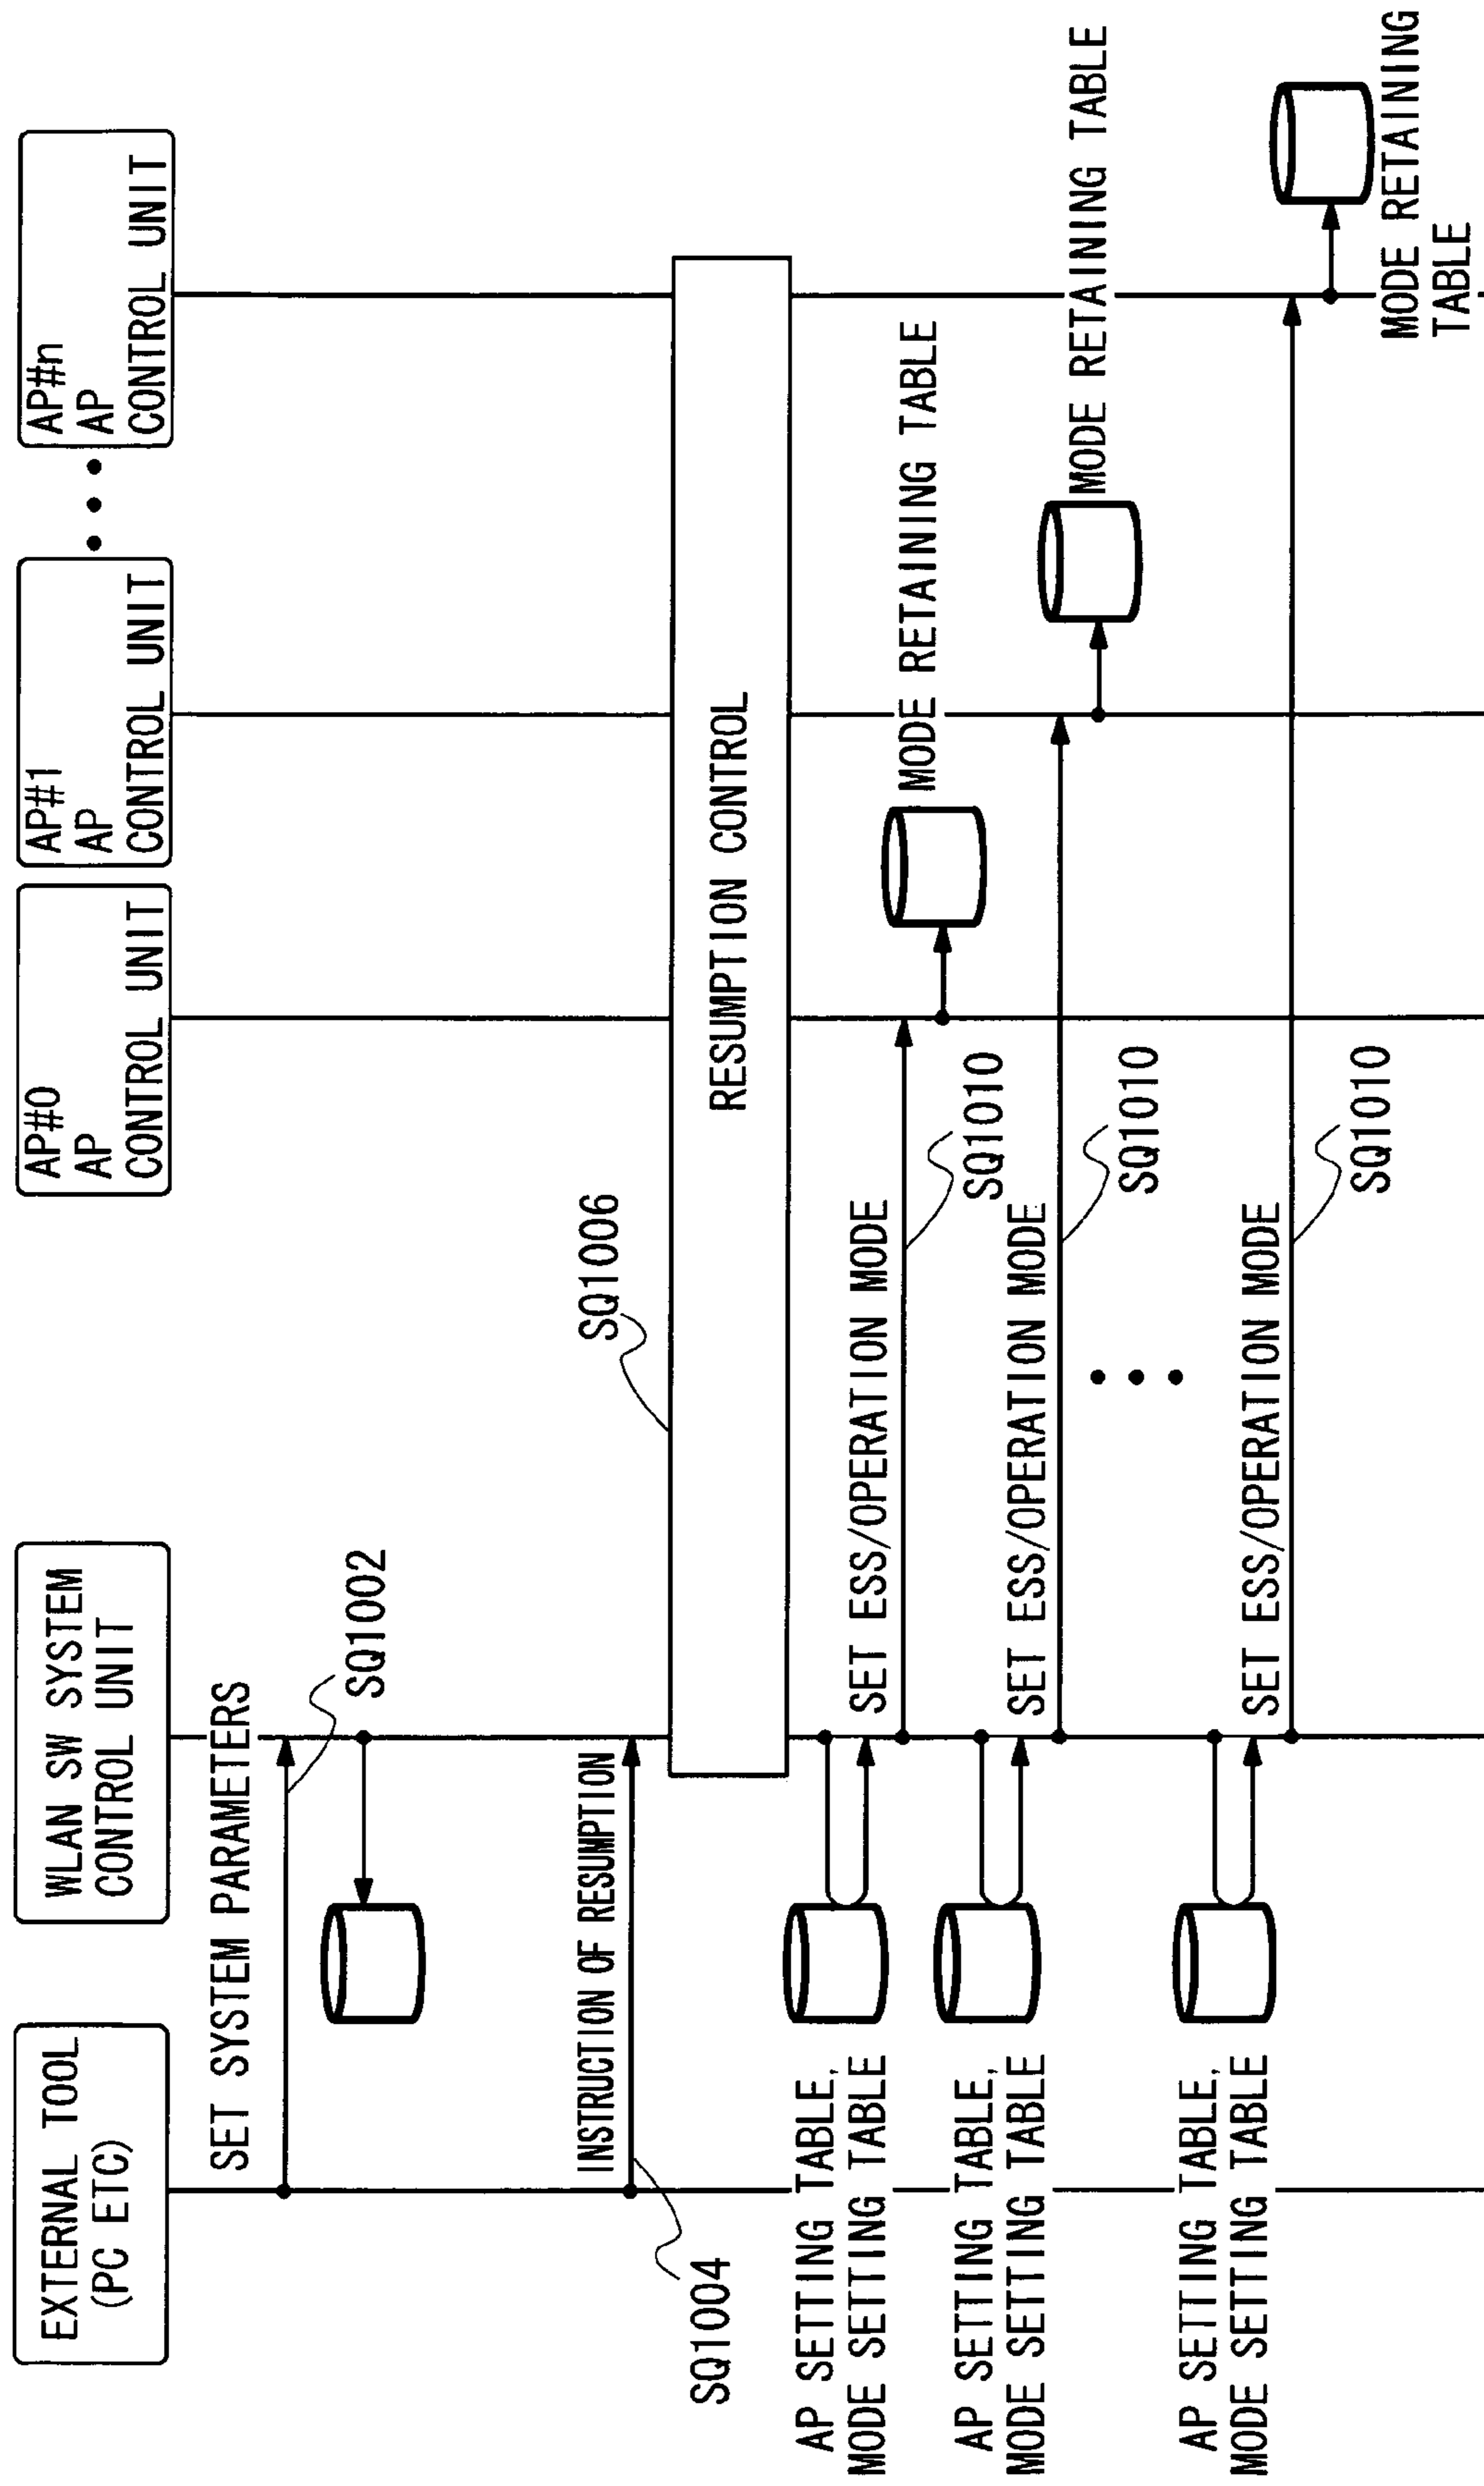 EXTERNAL TOOL
(PC ETC)
WLAN SW SYSTEM
CONTROL UNIT
AP#0
AP
CONTROL UNIT
AP#1
AP
CONTROL UNIT
AP#n
AP
CONTROL UNIT
SET SYSTEM PARAMETERS
SQ1002
INSTRUCTION OF RESUMPTION
SQ1004
SQ1006
RESUMPTION CONTROL
AP SETTING TABLE,
MODE SETTING TABLE
SET ESS/OPERATION MODE
SQ1010
MODE RETAINING TABLE
AP SETTING TABLE,
MODE SETTING TABLE
SET ESS/OPERATION MODE
SQ1010
MODE RETAINING TABLE
AP SETTING TABLE,
MODE SETTING TABLE
SET ESS/OPERATION MODE
SQ1010
MODE RETAINING
TABLE